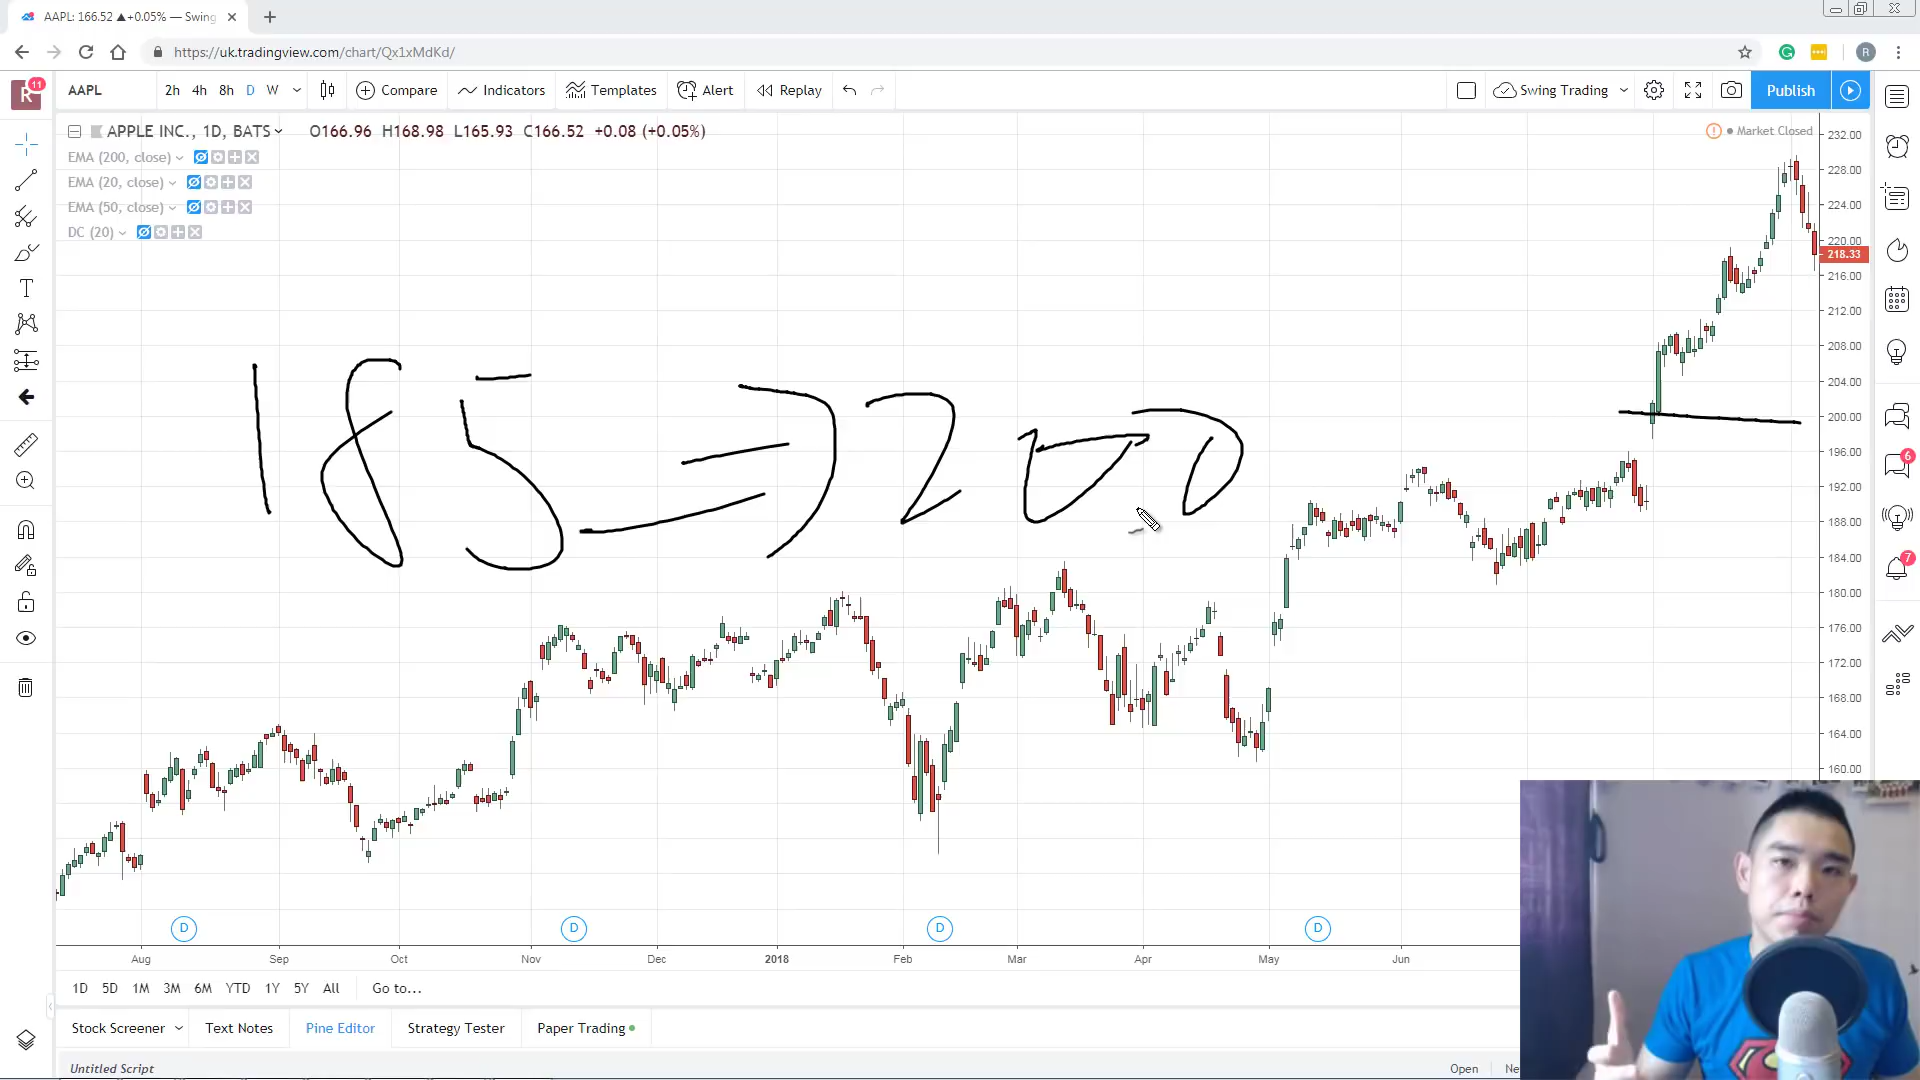 AAPL: 166.52 ▲+0.05% — Swing
https://uk.tradingview.com/chart/Qx1xMdKd/
R
R 11 AAPL 2h 4h 8h D W Compare Indicators Templates Alert Replay Swing Trading Publish
APPLE INC., 1D, BATS O166.96 H168.98 L165.93 C166.52 +0.08 (+0.05%)
Market Closed
EMA (200, close)
EMA (20, close)
EMA (50, close)
DC (20)
232.00
228.00
224.00
220.00
218.33
216.00
212.00
208.00
204.00
200.00
196.00
192.00
188.00
184.00
180.00
176.00
172.00
168.00
164.00
160.00
185 => 200
6
7
D D D D
Aug Sep Oct Nov Dec 2018 Feb Mar Apr May Jun
1D 5D 1M 3M 6M YTD 1Y 5Y All Go to...
Stock Screener Text Notes Pine Editor Strategy Tester Paper Trading
Untitled Script Open